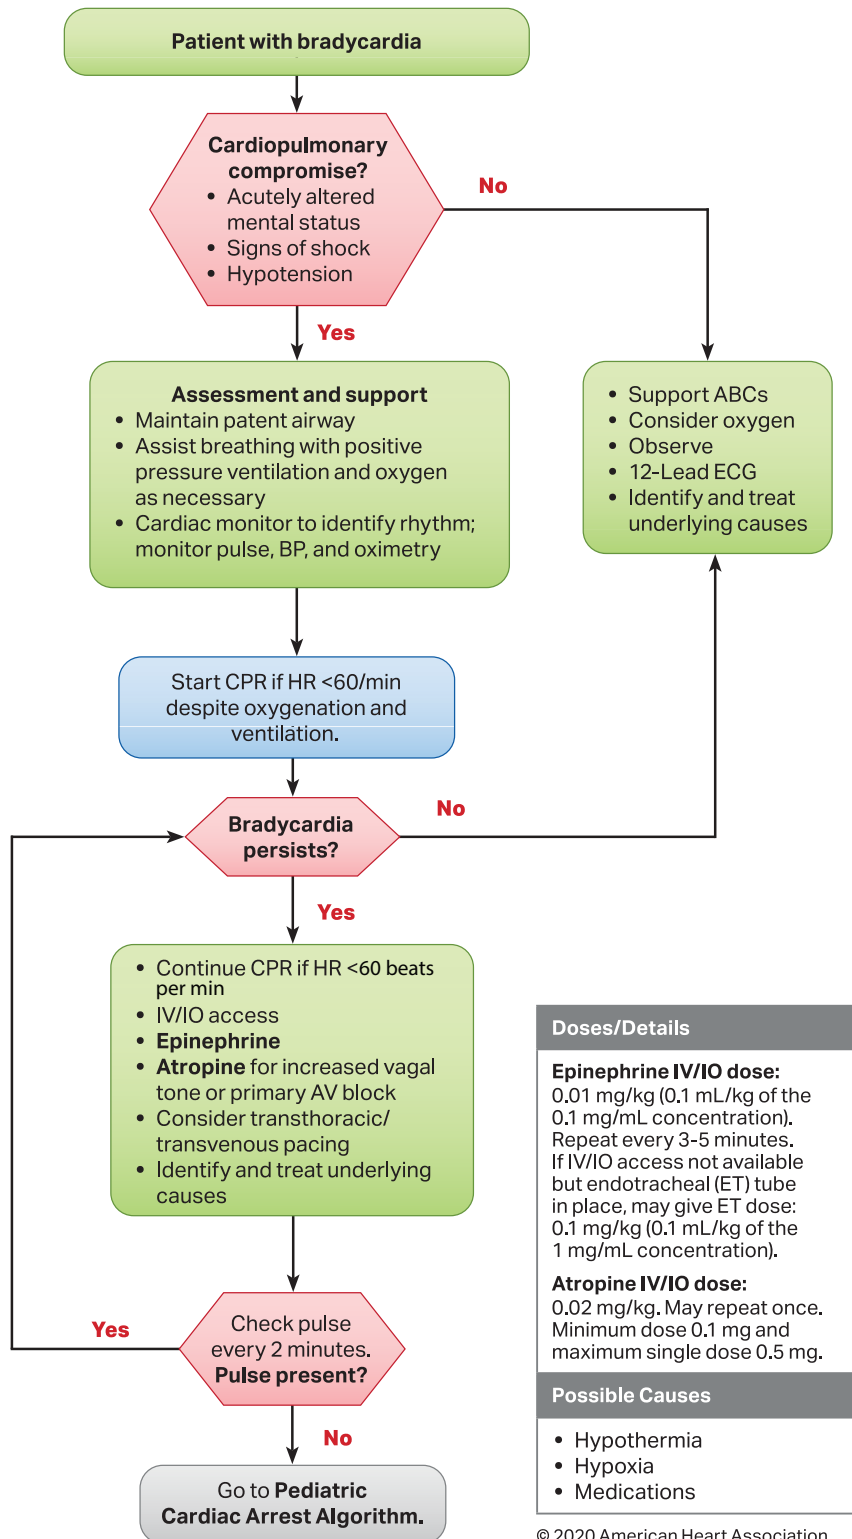 Patient with bradycardia
Cardiopulmonary
compromise?
• Acutely altered
mental status
• Signs of shock
• Hypotension
No
Yes
Assessment and support
• Maintain patent airway
• Assist breathing with positive
pressure ventilation and oxygen
as necessary
• Cardiac monitor to identify rhythm;
monitor pulse, BP, and oximetry
• Support ABCs
• Consider oxygen
• Observe
• 12-Lead ECG
• Identify and treat
underlying causes
Start CPR if HR <60/min
despite oxygenation and
ventilation.
Bradycardia
persists?
No
Yes
• Continue CPR if HR <60 beats
per min
• IV/IO access
• Epinephrine
• Atropine for increased vagal
tone or primary AV block
• Consider transthoracic/
transvenous pacing
• Identify and treat underlying
causes
Check pulse
every 2 minutes.
Pulse present?
Yes
No
Go to Pediatric
Cardiac Arrest Algorithm.
Doses/Details
Epinephrine IV/IO dose:
0.01 mg/kg (0.1 mL/kg of the
0.1 mg/mL concentration).
Repeat every 3-5 minutes.
If IV/IO access not available
but endotracheal (ET) tube
in place, may give ET dose:
0.1 mg/kg (0.1 mL/kg of the
1 mg/mL concentration).
Atropine IV/IO dose:
0.02 mg/kg. May repeat once.
Minimum dose 0.1 mg and
maximum single dose 0.5 mg.
Possible Causes
• Hypothermia
• Hypoxia
• Medications
© 2020 American Heart Association